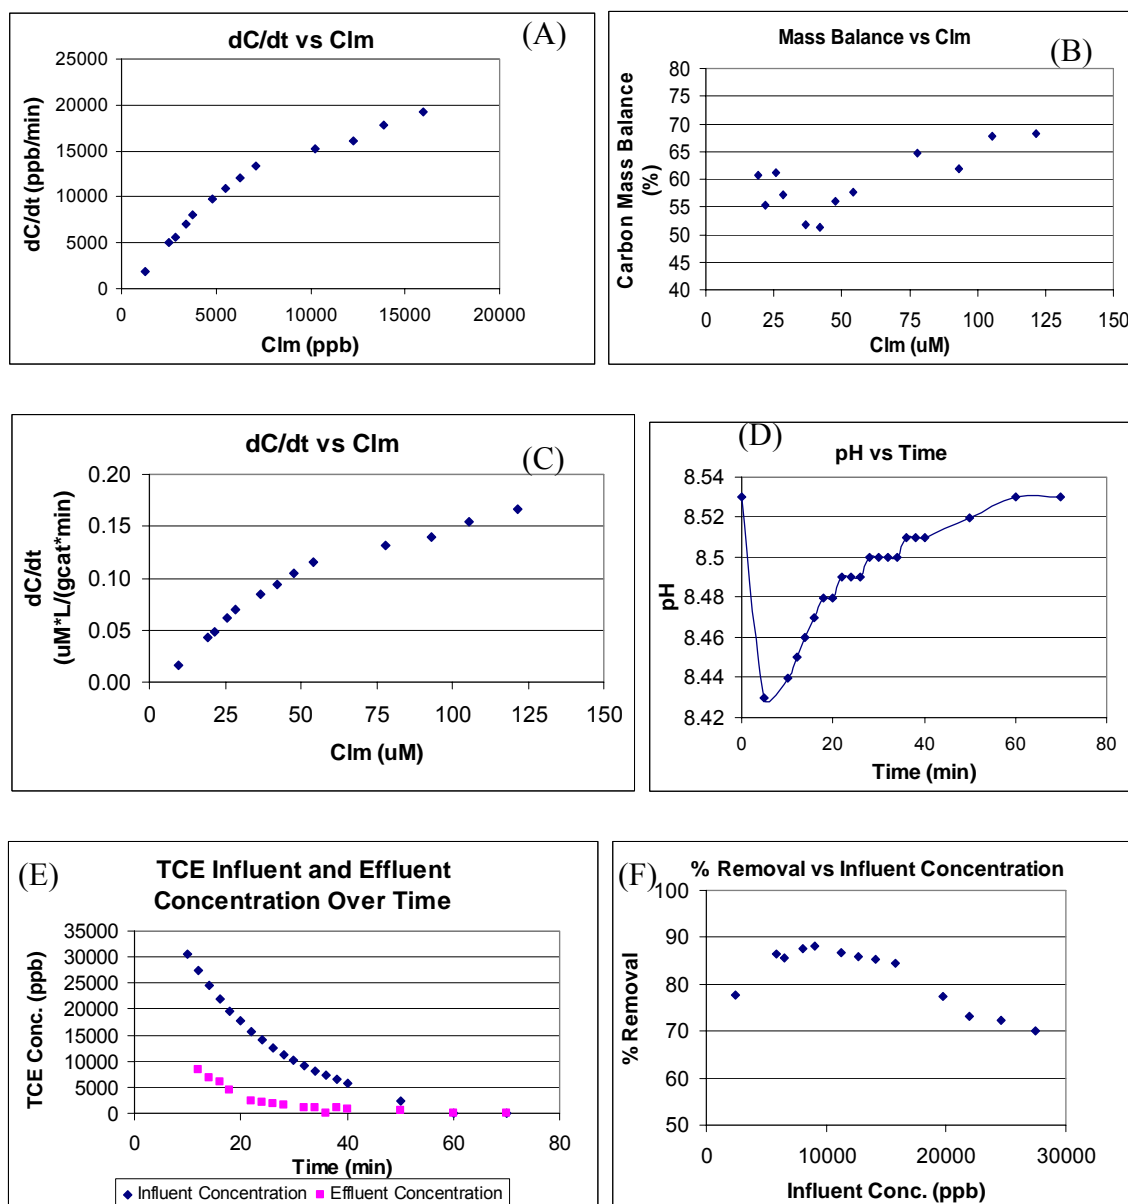 dC/dt vs Clm
(A)
25000
20000
15000
10000
5000
0
0 5000 10000 15000 20000
dC/dt (ppb/min)
Clm (ppb)
Mass Balance vs Clm
(B)
80
75
70
65
60
55
50
45
40
0 25 50 75 100 125 150
Carbon Mass Balance
(%)
Clm (uM)
dC/dt vs Clm
(C)
0.20
0.15
0.10
0.05
0.00
0 25 50 75 100 125 150
dC/dt
(uM*L/(gcat*min)
Clm (uM)
(D)
pH vs Time
8.54
8.52
8.5
8.48
8.46
8.44
8.42
0 20 40 60 80
pH
Time (min)
(E)
TCE Influent and Effluent
Concentration Over Time
35000
30000
25000
20000
15000
10000
5000
0
0 20 40 60 80
TCE Conc. (ppb)
Time (min)
Influent Concentration Effluent Concentration
(F)
% Removal vs Influent Concentration
100
90
80
70
60
50
0 10000 20000 30000
% Removal
Influent Conc. (ppb)